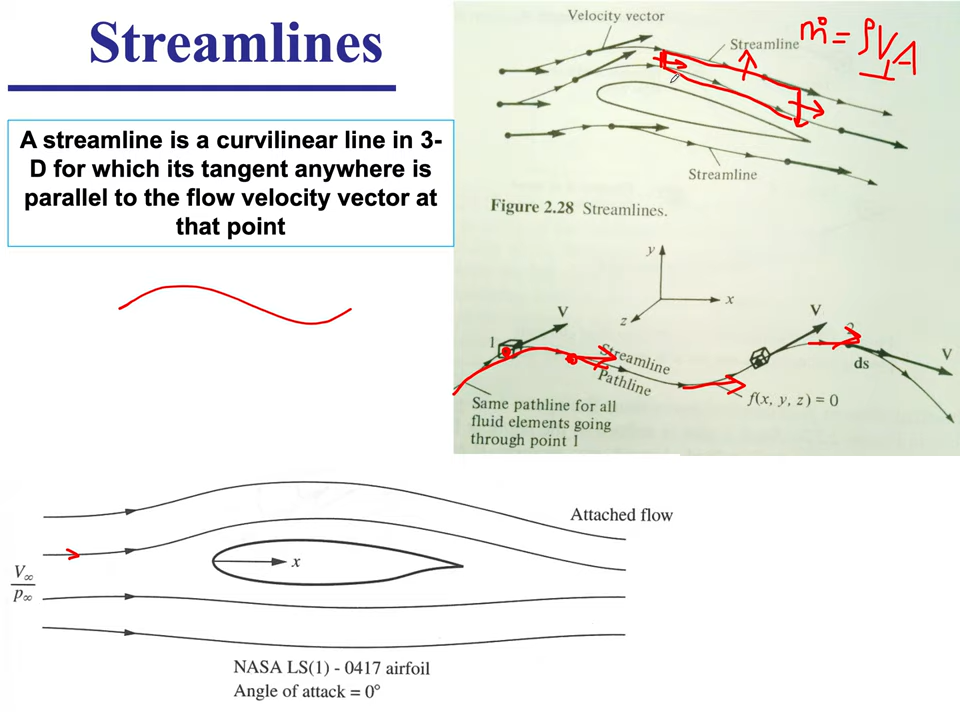 Streamlines
A streamline is a curvilinear line in 3-
D for which its tangent anywhere is
parallel to the flow velocity vector at
that point
Velocity vector
Streamline
ṁ = ρV⊥A
Streamline
Figure 2.28 Streamlines.
y
x
z
1
V
Streamline
Pathline
V
2
ds
V
f(x, y, z) = 0
Same pathline for all
fluid elements going
through point 1
Attached flow
x
V∞
p∞
NASA LS(1) - 0417 airfoil
Angle of attack = 0°